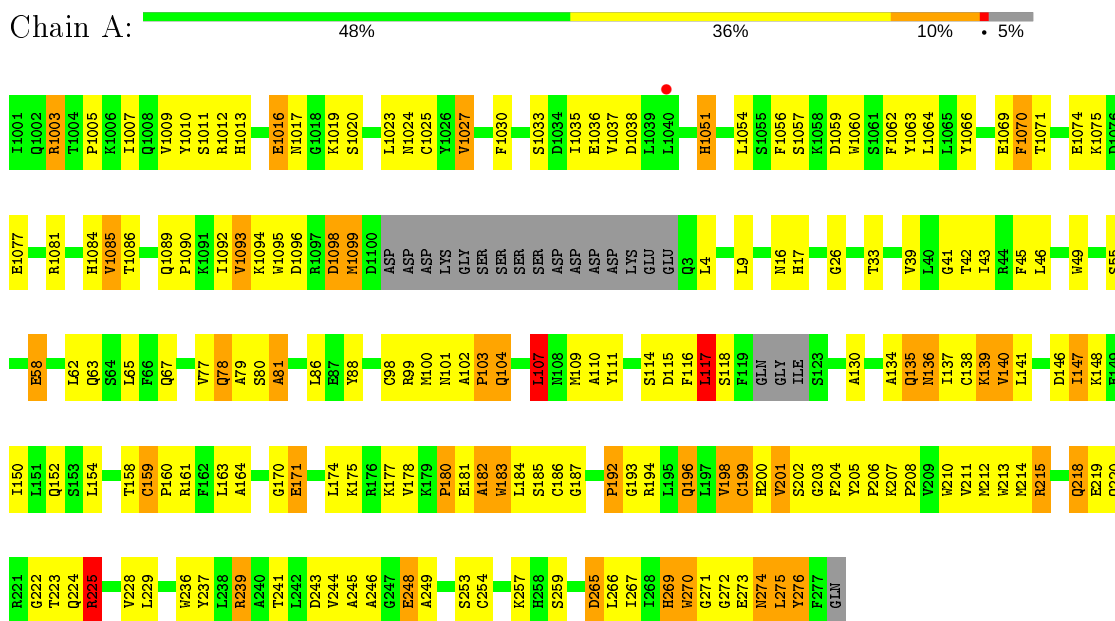 Chain A:
48% 36% 10% • 5%
I1001 Q1002 R1003 T1004 P1005 K1006 I1007 Q1008 V1009 Y1010 S1011 R1012 H1013 E1016 N1017 G1018 K1019 S1020 L1023 N1024 C1025 Y1026 V1027 F1030 S1033 D1034 I1035 E1036 V1037 D1038 L1039 L1040 H1051 L1054 S1055 F1056 S1057 K1058 D1059 W1060 S1061 F1062 Y1063 L1064 L1065 Y1066 E1069 F1070 T1071 E1074 K1075 D1076
E1077 R1081 H1084 V1085 T1086 Q1089 P1090 K1091 I1092 V1093 K1094 W1095 D1096 R1097 D1098 M1099 D1100 ASP ASP ASP LYS GLY SER SER SER SER ASP ASP ASP ASP LYS GLU GLU Q3 L4 L9 N16 H17 G26 T33 V39 L40 G41 T42 I43 R44 F45 L46 W49 S55
E58 L62 Q63 S64 L65 F66 Q67 V77 Q78 A79 S80 A81 L86 E87 Y88 C98 R99 M100 N101 A102 P103 Q104 L107 N108 M109 A110 Y111 S114 D115 F116 L117 S118 F119 GLN GLY ILE S123 A130 A134 Q135 N136 I137 C138 K139 V140 L141 D146 I147 K148 E149
I150 L151 Q152 S153 L154 T158 C159 P160 R161 F162 L163 A164 G170 E171 L174 K175 R176 K177 V178 K179 P180 E181 A182 W183 L184 S185 C186 G187 P192 G193 R194 L195 Q196 L197 V198 C199 H200 V201 S202 G203 F204 Y205 P206 K207 P208 V209 W210 V211 M212 W213 M214 R215 Q218 E219 D220
R221 G222 T223 Q224 R225 V228 L229 W236 Y237 L238 R239 A240 T241 L242 D243 V244 A245 A246 G247 E248 A249 S253 C254 K257 H258 S259 D265 L266 I267 I268 H269 W270 G271 G272 E273 N274 L275 Y276 F277 GLN